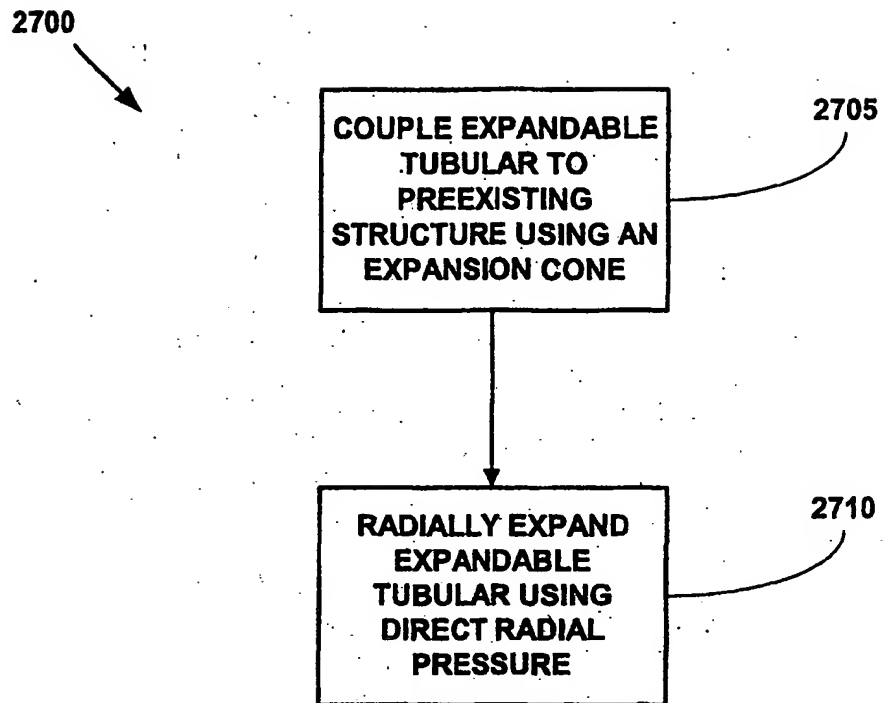 2700
COUPLE EXPANDABLE
TUBULAR TO
PREEXISTING
STRUCTURE USING AN
EXPANSION CONE
2705
RADIALLY EXPAND
EXPANDABLE
TUBULAR USING
DIRECT RADIAL
PRESSURE
2710